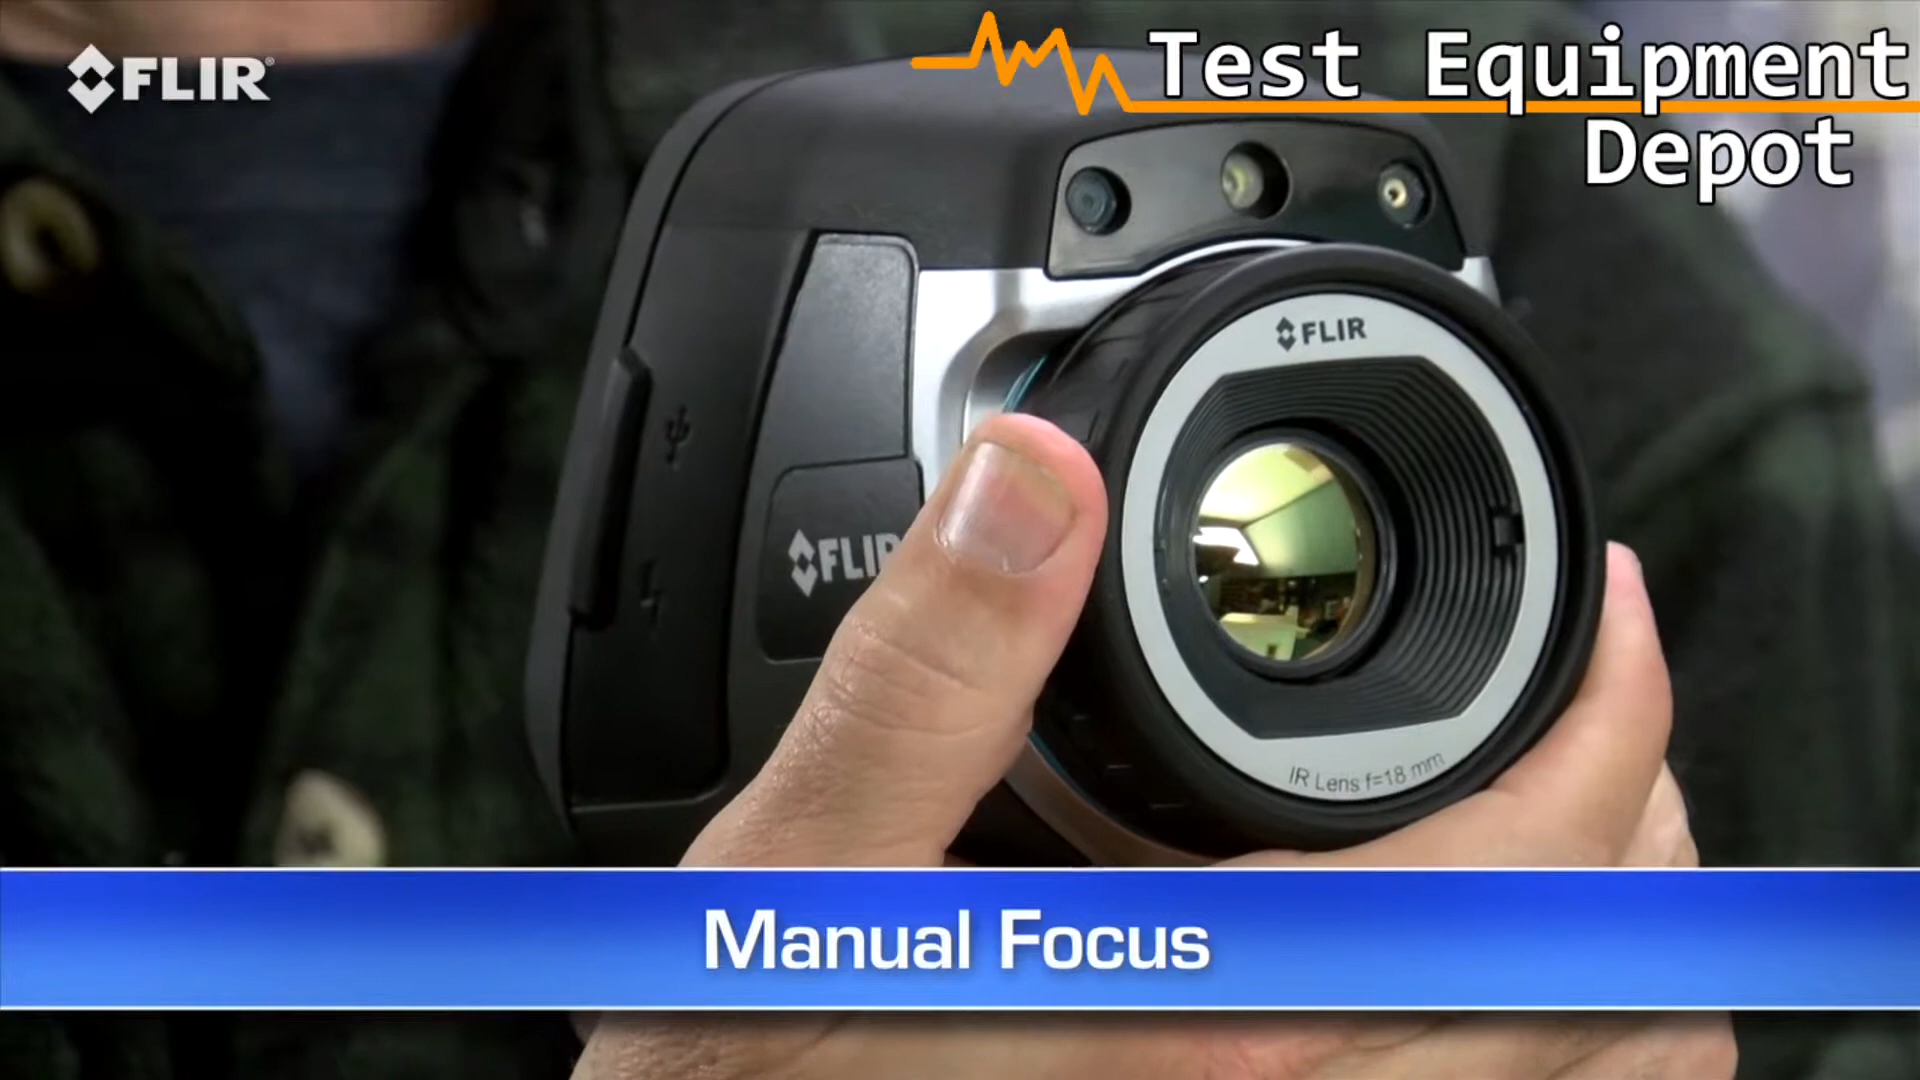 FLIR®
Test Equipment
Depot
FLIR
FLIR
IR Lens f=18 mm
Manual Focus